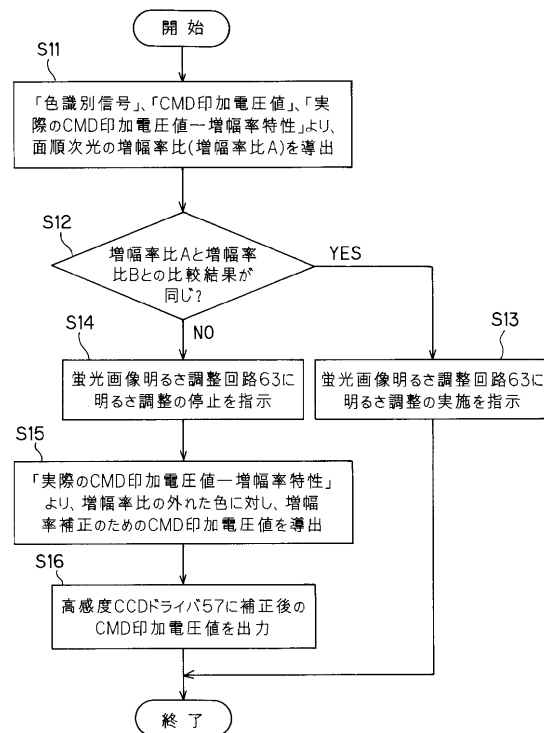 開始
S11
「色識別信号」、「CMD印加電圧値」、「実
際のCMD印加電圧値ー増幅率特性」より、
面順次光の増幅率比(増幅率比A)を導出
S12
増幅率比Aと増幅率
比Bとの比較結果が
同じ?
YES
NO
S14
蛍光画像明るさ調整回路63に
明るさ調整の停止を指示
S13
蛍光画像明るさ調整回路63に
明るさ調整の実施を指示
S15
「実際のCMD印加電圧値ー増幅率特性」
より、増幅率比の外れた色に対し、増幅
率補正のためのCMD印加電圧値を導出
S16
高感度CCDドライバ57に補正後の
CMD印加電圧値を出力
終了